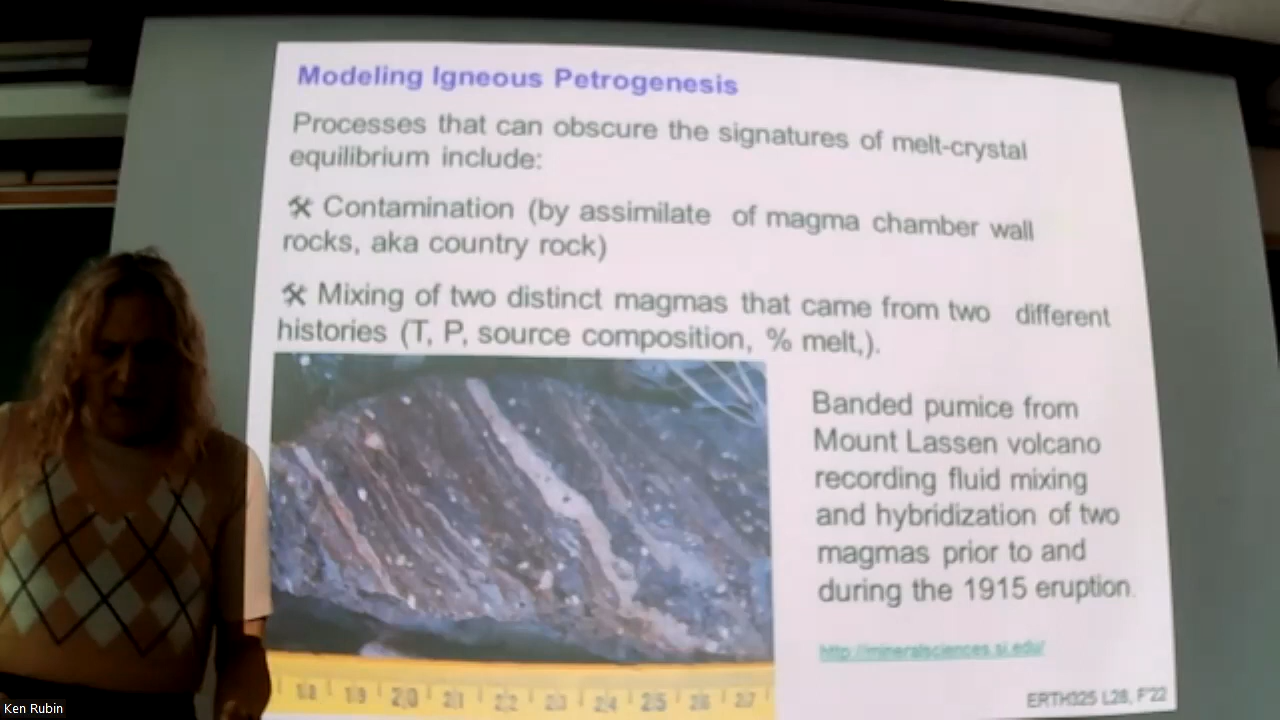 Modeling Igneous Petrogenesis
Processes that can obscure the signatures of melt-crystal
equilibrium include:
Contamination (by assimilate of magma chamber wall
rocks, aka country rock)
Mixing of two distinct magmas that came from two different
histories (T, P, source composition, % melt,).
Banded pumice from
Mount Lassen volcano
recording fluid mixing
and hybridization of two
magmas prior to and
during the 1915 eruption.
http://mineralsciences.si.edu/
18 19 20 21 22 23 24 25 26 27
ERTH325 L28, F'22
Ken Rubin